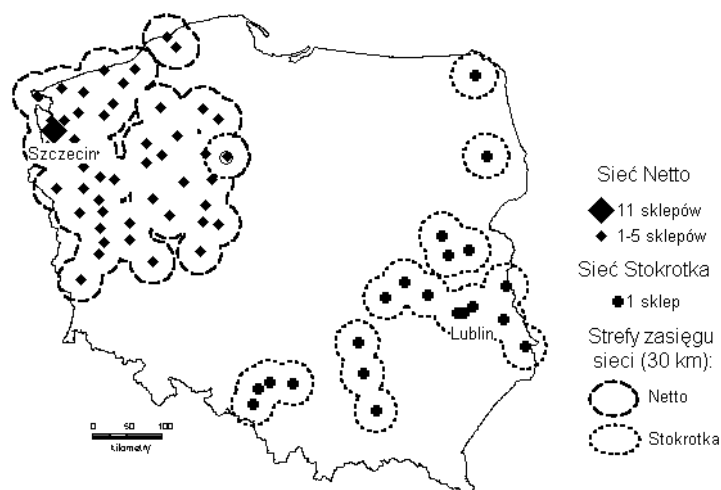 Szczecin
Lublin
0 50 100
kilometry
Sieć Netto
11 sklepów
1-5 sklepów
Sieć Stokrotka
1 sklep
Strefy zasięgu
sieci (30 km):
Netto
Stokrotka